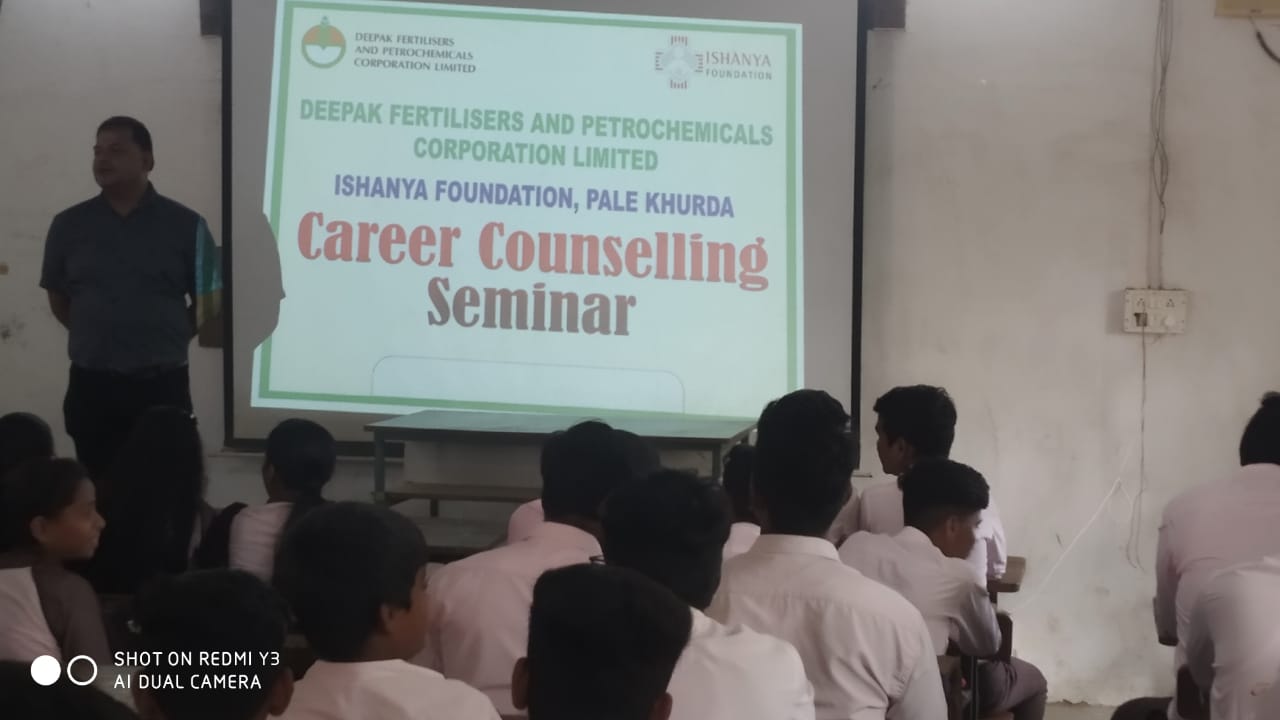 DEEPAK FERTILISERS
AND PETROCHEMICALS
CORPORATION LIMITED
ISHANYA
FOUNDATION
DEEPAK FERTILISERS AND PETROCHEMICALS
CORPORATION LIMITED
ISHANYA FOUNDATION, PALE KHURDA
Career Counselling
Seminar
SHOT ON REDMI Y3
AI DUAL CAMERA